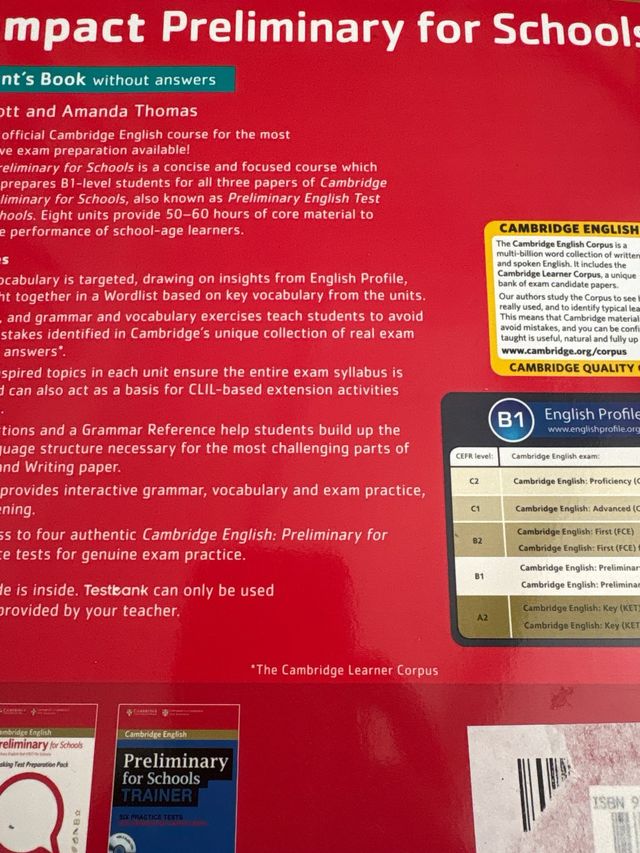 mpact Preliminary for Schools
nt's Book without answers
ott and Amanda Thomas
official Cambridge English course for the most
ve exam preparation available!
reliminary for Schools is a concise and focused course which
prepares B1-level students for all three papers of Cambridge
liminary for Schools, also known as Preliminary English Test
hools. Eight units provide 50–60 hours of core material to
e performance of school-age learners.
es
ocabulary is targeted, drawing on insights from English Profile,
ht together in a Wordlist based on key vocabulary from the units.
, and grammar and vocabulary exercises teach students to avoid
stakes identified in Cambridge's unique collection of real exam
answers*.
spired topics in each unit ensure the entire exam syllabus is
d can also act as a basis for CLIL-based extension activities
.
tions and a Grammar Reference help students build up the
guage structure necessary for the most challenging parts of
and Writing paper.
provides interactive grammar, vocabulary and exam practice,
ening.
ss to four authentic Cambridge English: Preliminary for
ce tests for genuine exam practice.
de is inside. Testbank can only be used
provided by your teacher.
*The Cambridge Learner Corpus
CAMBRIDGE ENGLISH
The Cambridge English Corpus is a
multi-billion word collection of written
and spoken English. It includes the
Cambridge Learner Corpus, a unique
bank of exam candidate papers.
Our authors study the Corpus to see
really used, and to identify typical lea
This means that Cambridge material
avoid mistakes, and you can be confi
taught is useful, natural and fully up
www.cambridge.org/corpus
CAMBRIDGE QUALITY
B1 English Profile
www.englishprofile.org
CEFR level: Cambridge English exam:
C2 Cambridge English: Proficiency (C
C1 Cambridge English: Advanced (C
B2 Cambridge English: First (FCE)
Cambridge English: First (FCE)
B1 Cambridge English: Preliminar
Cambridge English: Preliminar
A2 Cambridge English: Key (KET)
Cambridge English: Key (KET
mbridge English
reliminary for Schools
aking Test Preparation Pack
CAMBRIDGE
Cambridge English
Preliminary
for Schools
TRAINER
SIX PRACTICE TESTS
ISBN 9